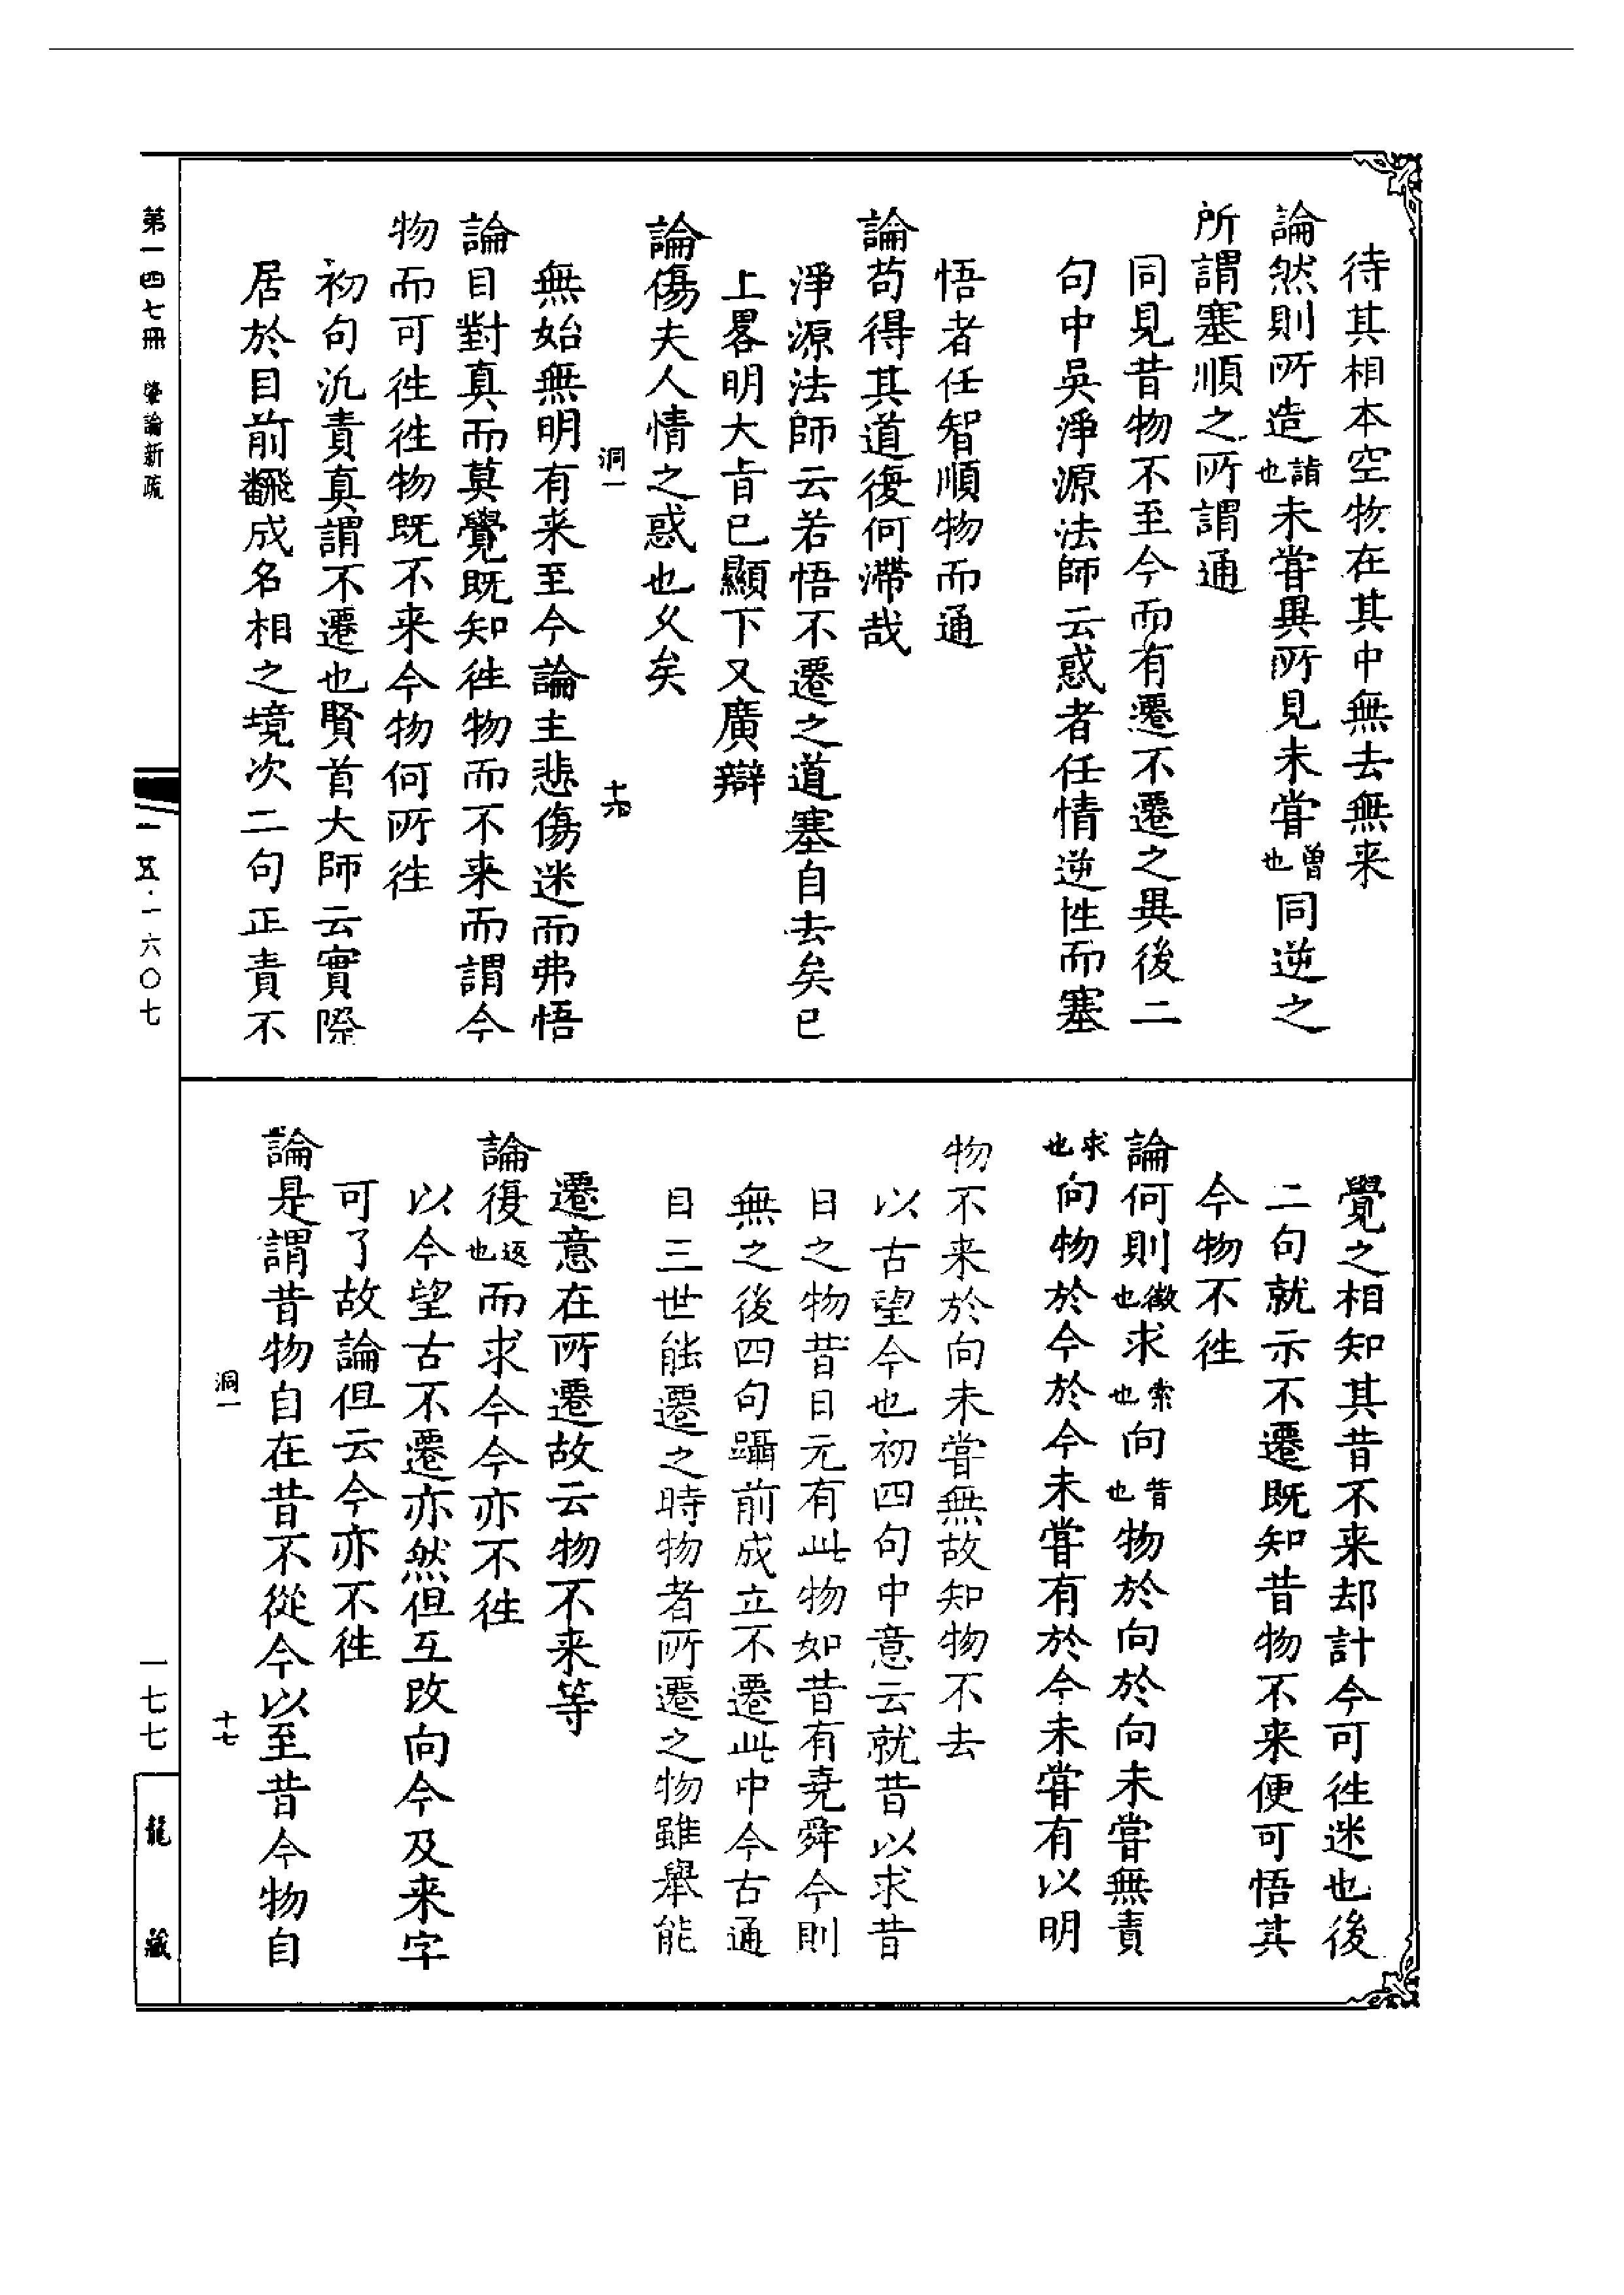 待其相本空物在其中無去無来
論然則所造詣也未甞異所見未甞曽也同逆之
所謂塞順之所謂通
同見昔物不至今而有遷不遷之異後二
句中吳淨源法師云惑者任情逆性而塞
悟者任智順物而通
論苟得其道復何滯哉
淨源法師云若悟不遷之道塞自去矣已
上畧明大㫖已顯下又廣辯
論傷夫人情之惑也久矣
洞一
十六
無始無明有来至今論主悲傷迷而弗悟
論目對真而莫覺既知徃物而不来而謂今
物而可徃徃物既不来今物何所徃
初句汎責真謂不遷也賢首大師云實際
居於目前飜成名相之境次二句正責不
覺之相知其昔不来却計今可徃迷也後
二句就示不遷既知昔物不来便可悟其
今物不徃
論何則徴也求索也向昔也物於向於向未甞無責
求也向物於今於今未甞有於今未甞有以明
物不来於向未甞無故知物不去
以古望今也初四句中意云就昔以求昔
日之物昔日元有此物如昔有堯舜今則
無之後四句躡前成立不遷此中今古通
目三世能遷之時物者所遷之物雖舉能
遷意在所遷故云物不来等
論復返也而求今今亦不徃
以今望古不遷亦然但互改向今及来字
可了故論但云今亦不徃
論是謂昔物自在昔不從今以至昔今物自
洞一
十七
第一四七冊 肇論新疏
一五·一六〇七
一七七
龍藏